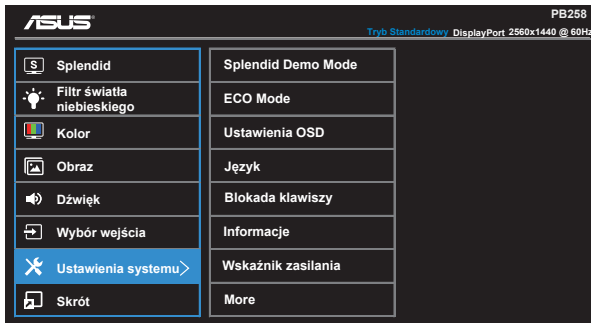 ASUS
PB258
Tryb Standardowy DisplayPort 2560x1440 @ 60Hz
S Splendid
Filtr światła
niebieskiego
Kolor
Obraz
Dźwięk
Wybór wejścia
Ustawienia systemu
Skrót
Splendid Demo Mode
ECO Mode
Ustawienia OSD
Język
Blokada klawiszy
Informacje
Wskaźnik zasilania
More